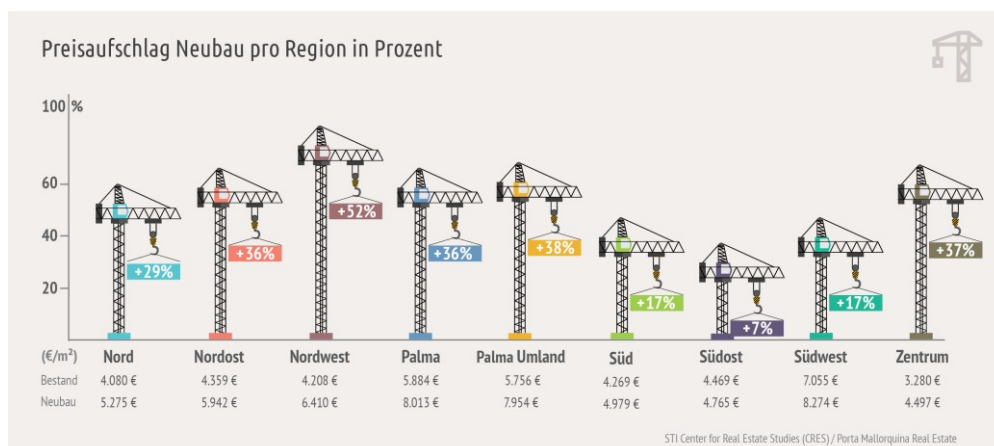 Preisaufschlag Neubau pro Region in Prozent
100 %
60
40
20
+29%
+36%
+52%
+36%
+38%
+17%
+7%
+17%
+37%
(€/m²) Nord Nordost Nordwest Palma Palma Umland Süd Südost Südwest Zentrum
Bestand 4.080 € 4.359 € 4.208 € 5.884 € 5.756 € 4.269 € 4.469 € 7.055 € 3.280 €
Neubau 5.275 € 5.942 € 6.410 € 8.013 € 7.954 € 4.979 € 4.765 € 8.274 € 4.497 €
STI Center for Real Estate Studies (CRES) / Porta Mallorquina Real Estate